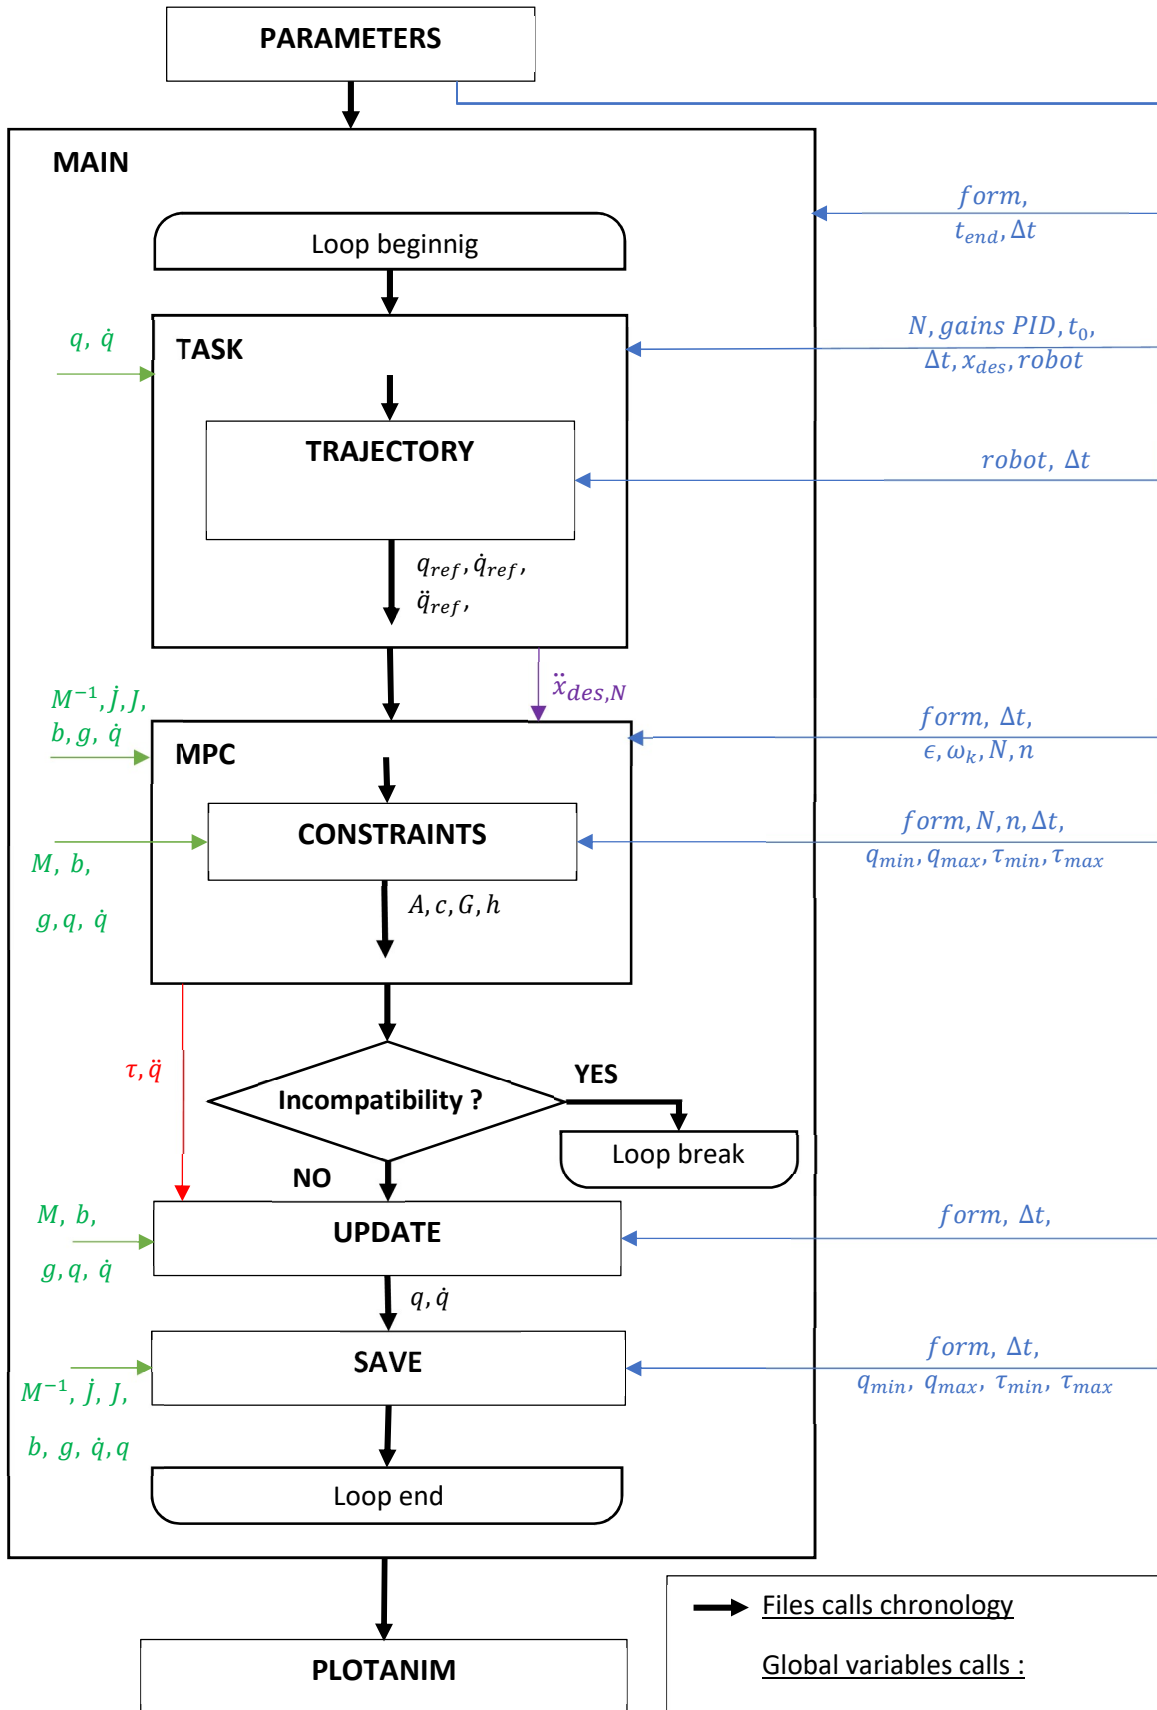 PARAMETERS
MAIN
form,
t_end, Δt
Loop beginnig
q, q̇
TASK
N, gains PID, t₀,
Δt, x_des, robot
TRAJECTORY
robot, Δt
q_ref, q̇_ref,
q̈_ref,
ẍ_des,N
M⁻¹, J̇, J,
b, g, q̇
MPC
form, Δt,
ϵ, ω_k, N, n
CONSTRAINTS
form, N, n, Δt,
q_min, q_max, τ_min, τ_max
M, b,
g, q, q̇
A, c, G, h
τ, q̈
Incompatibility ?
YES
Loop break
NO
M, b,
g, q, q̇
UPDATE
form, Δt,
q, q̇
SAVE
form, Δt,
q_min, q_max, τ_min, τ_max
M⁻¹, J̇, J,
b, g, q̇, q
Loop end
Files calls chronology
Global variables calls :
PLOTANIM